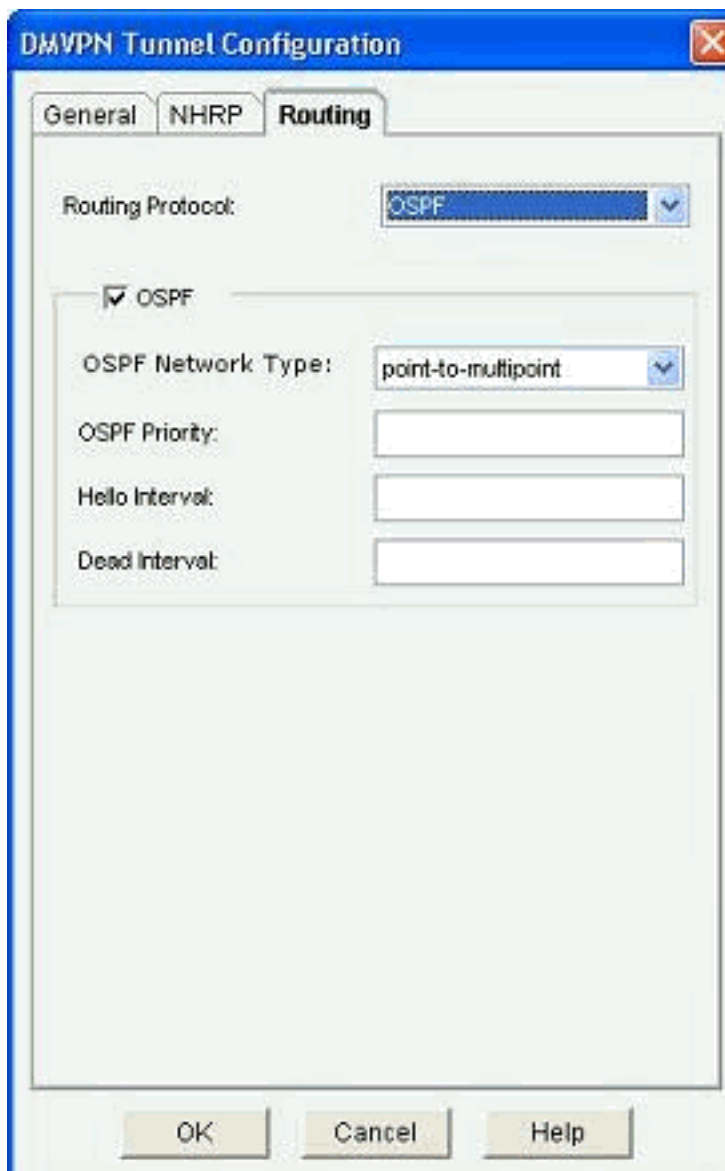 DMVPN Tunnel Configuration
General NHRP Routing
Routing Protocol: OSPF
OSPF
OSPF Network Type: point-to-multipoint
OSPF Priority:
Hello Interval:
Dead Interval:
OK Cancel Help